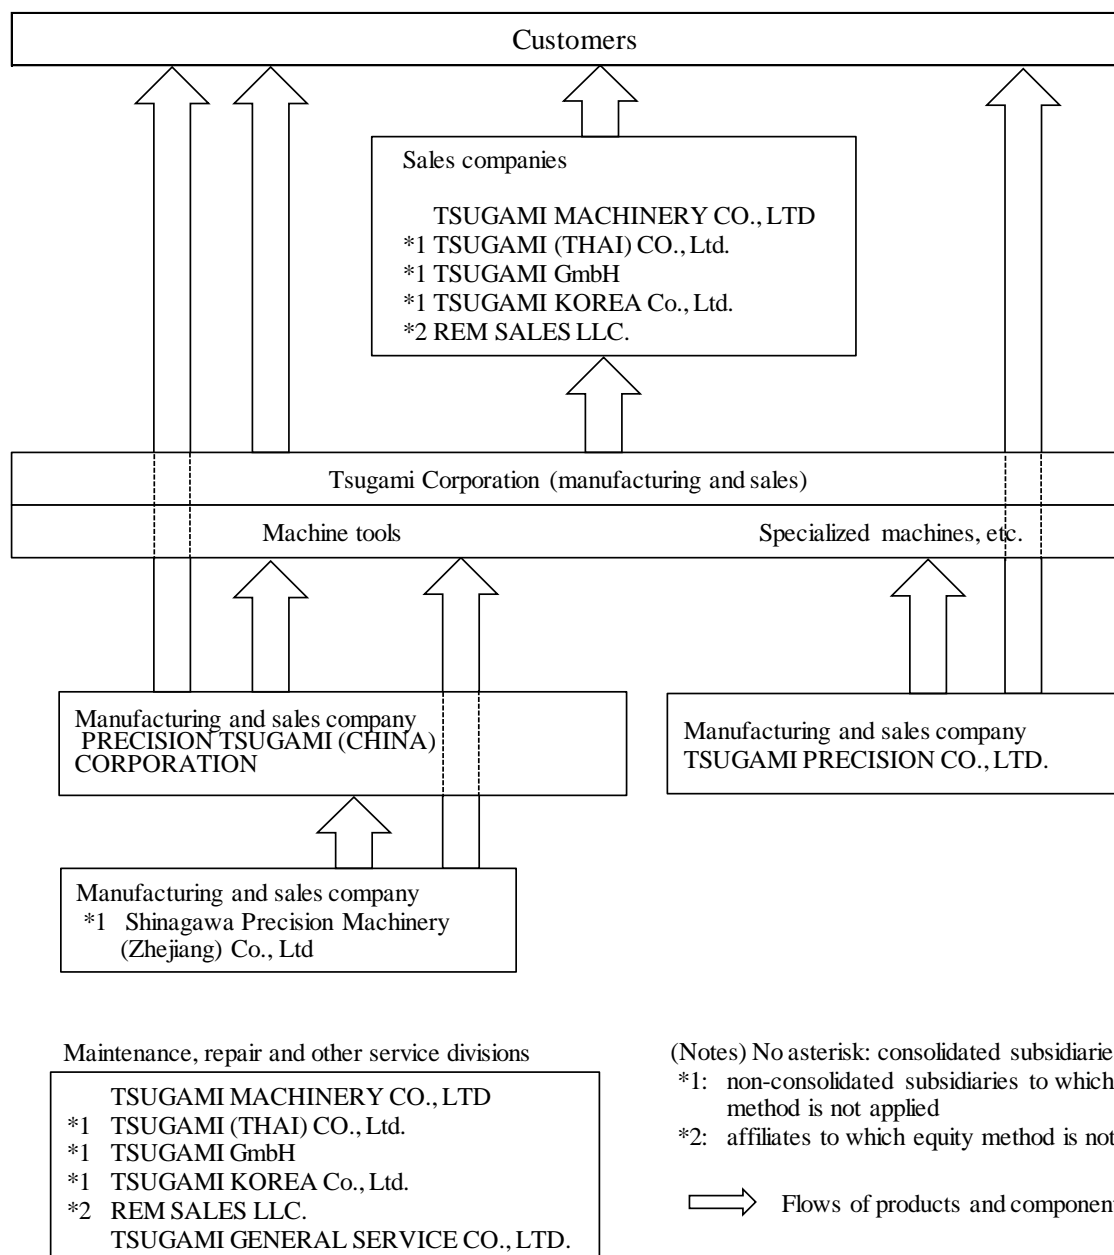 Customers
Sales companies
TSUGAMI MACHINERY CO., LTD
*1 TSUGAMI (THAI) CO., Ltd.
*1 TSUGAMI GmbH
*1 TSUGAMI KOREA Co., Ltd.
*2 REM SALES LLC.
Tsugami Corporation (manufacturing and sales)
Machine tools Specialized machines, etc.
Manufacturing and sales company
PRECISION TSUGAMI (CHINA)
CORPORATION
Manufacturing and sales company
TSUGAMI PRECISION CO., LTD.
Manufacturing and sales company
*1 Shinagawa Precision Machinery
(Zhejiang) Co., Ltd
Maintenance, repair and other service divisions
TSUGAMI MACHINERY CO., LTD
*1 TSUGAMI (THAI) CO., Ltd.
*1 TSUGAMI GmbH
*1 TSUGAMI KOREA Co., Ltd.
*2 REM SALES LLC.
TSUGAMI GENERAL SERVICE CO., LTD.
(Notes) No asterisk: consolidated subsidiarie
*1: non-consolidated subsidiaries to which
method is not applied
*2: affiliates to which equity method is not
Flows of products and component